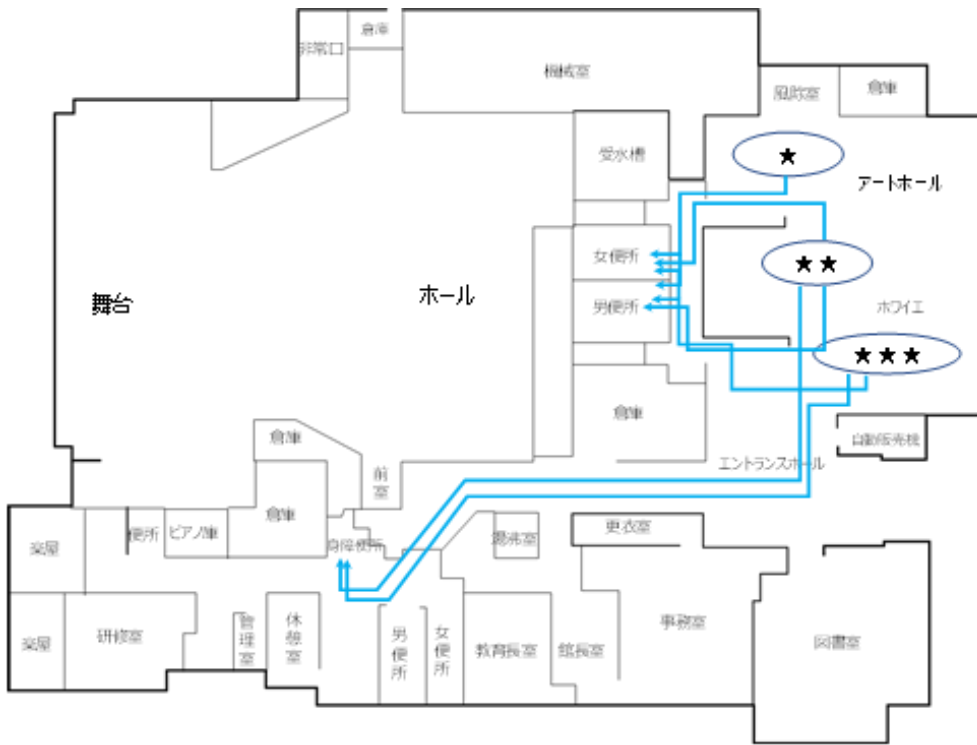 倉庫
非常口
機械室
風除室
倉庫
受水槽
★
アートホール
女便所
★★
舞台
ホール
男便所
ホワイエ
★★★
倉庫
倉庫
自動販売機
エントランスホール
前室
倉庫
便所
ピアノ庫
身障便所
湯沸室
更衣室
楽屋
楽屋
研修室
管理室
休憩室
男便所
女便所
教育長室
館長室
事務室
図書室